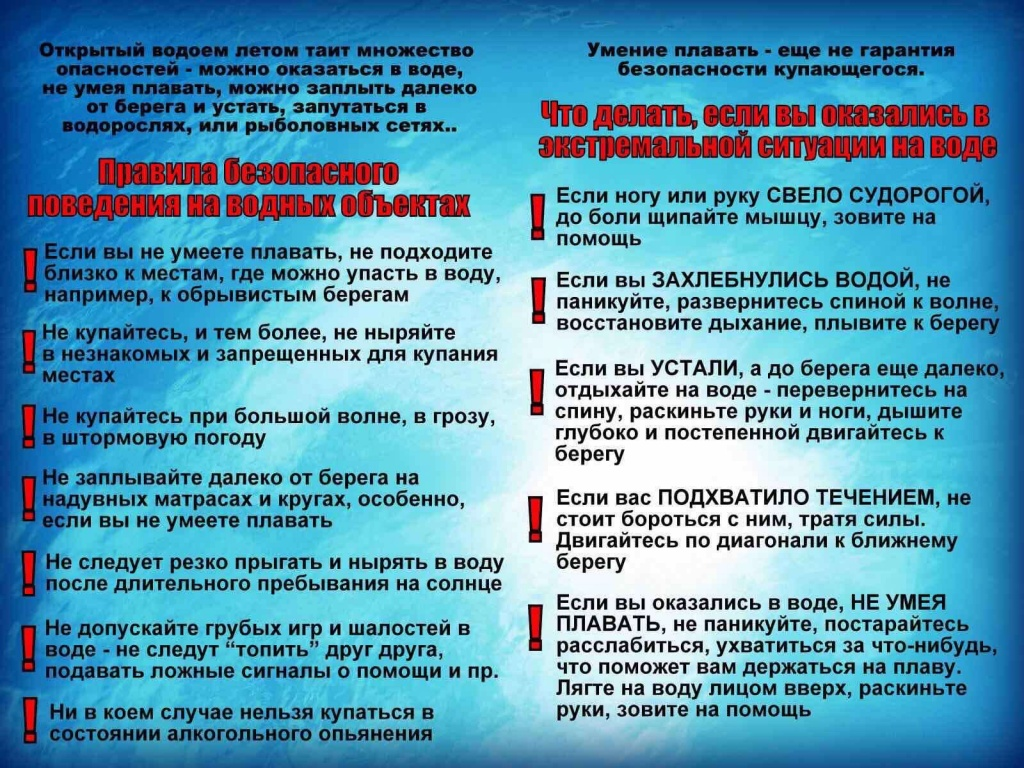 Открытый водоем летом таит множество
опасностей - можно оказаться в воде,
не умея плавать, можно заплыть далеко
от берега и устать, запутаться в
водорослях, или рыболовных сетях..
Правила безопасного
поведения на водных объектах
! Если вы не умеете плавать, не подходите
близко к местам, где можно упасть в воду,
например, к обрывистым берегам
! Не купайтесь, и тем более, не ныряйте
в незнакомых и запрещенных для купания
местах
! Не купайтесь при большой волне, в грозу,
в штормовую погоду
! Не заплывайте далеко от берега на
надувных матрасах и кругах, особенно,
если вы не умеете плавать
! Не следует резко прыгать и нырять в воду
после длительного пребывания на солнце
! Не допускайте грубых игр и шалостей в
воде - не следут “топить” друг друга,
подавать ложные сигналы о помощи и пр.
! Ни в коем случае нельзя купаться в
состоянии алкогольного опьянения
Умение плавать - еще не гарантия
безопасности купающегося.
Что делать, если вы оказались в
экстремальной ситуации на воде
! Если ногу или руку СВЕЛО СУДОРОГОЙ,
до боли щипайте мышцу, зовите на
помощь
! Если вы ЗАХЛЕБНУЛИСЬ ВОДОЙ, не
паникуйте, развернитесь спиной к волне,
восстановите дыхание, плывите к берегу
! Если вы УСТАЛИ, а до берега еще далеко,
отдыхайте на воде - перевернитесь на
спину, раскиньте руки и ноги, дышите
глубоко и постепенной двигайтесь к
берегу
! Если вас ПОДХВАТИЛО ТЕЧЕНИЕМ, не
стоит бороться с ним, тратя силы.
Двигайтесь по диагонали к ближнему
берегу
! Если вы оказались в воде, НЕ УМЕЯ
ПЛАВАТЬ, не паникуйте, постарайтесь
расслабиться, ухватиться за что-нибудь,
что поможет вам держаться на плаву.
Лягте на воду лицом вверх, раскиньте
руки, зовите на помощь